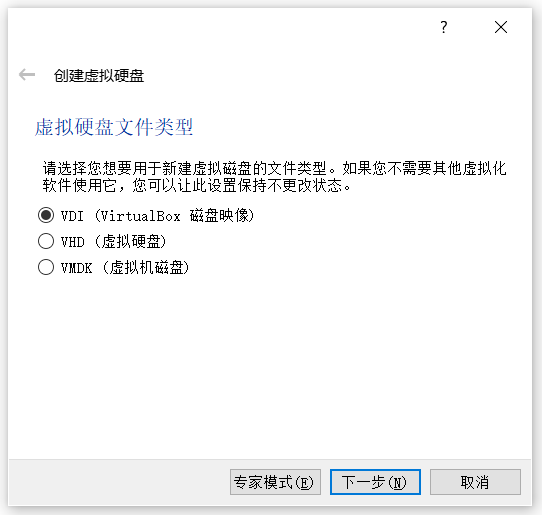 ?
创建虚拟硬盘
虚拟硬盘文件类型
请选择您想要用于新建虚拟磁盘的文件类型。如果您不需要其他虚拟化
软件使用它，您可以让此设置保持不更改状态。
VDI (VirtualBox 磁盘映像)
VHD (虚拟硬盘)
VMDK (虚拟机磁盘)
专家模式(E) 下一步(N) 取消